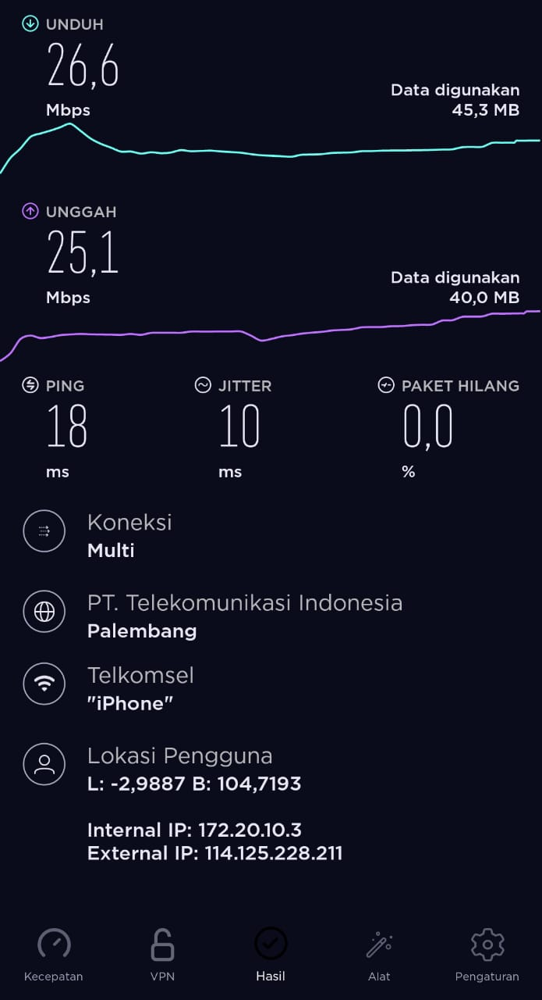 UNDUH
26,6
Mbps
Data digunakan
45,3 MB
UNGGAH
25,1
Mbps
Data digunakan
40,0 MB
PING
18
ms
JITTER
10
ms
PAKET HILANG
0,0
%
Koneksi
Multi
PT. Telekomunikasi Indonesia
Palembang
Telkomsel
"iPhone"
Lokasi Pengguna
L: -2,9887 B: 104,7193
Internal IP: 172.20.10.3
External IP: 114.125.228.211
Kecepatan
VPN
Hasil
Alat
Pengaturan